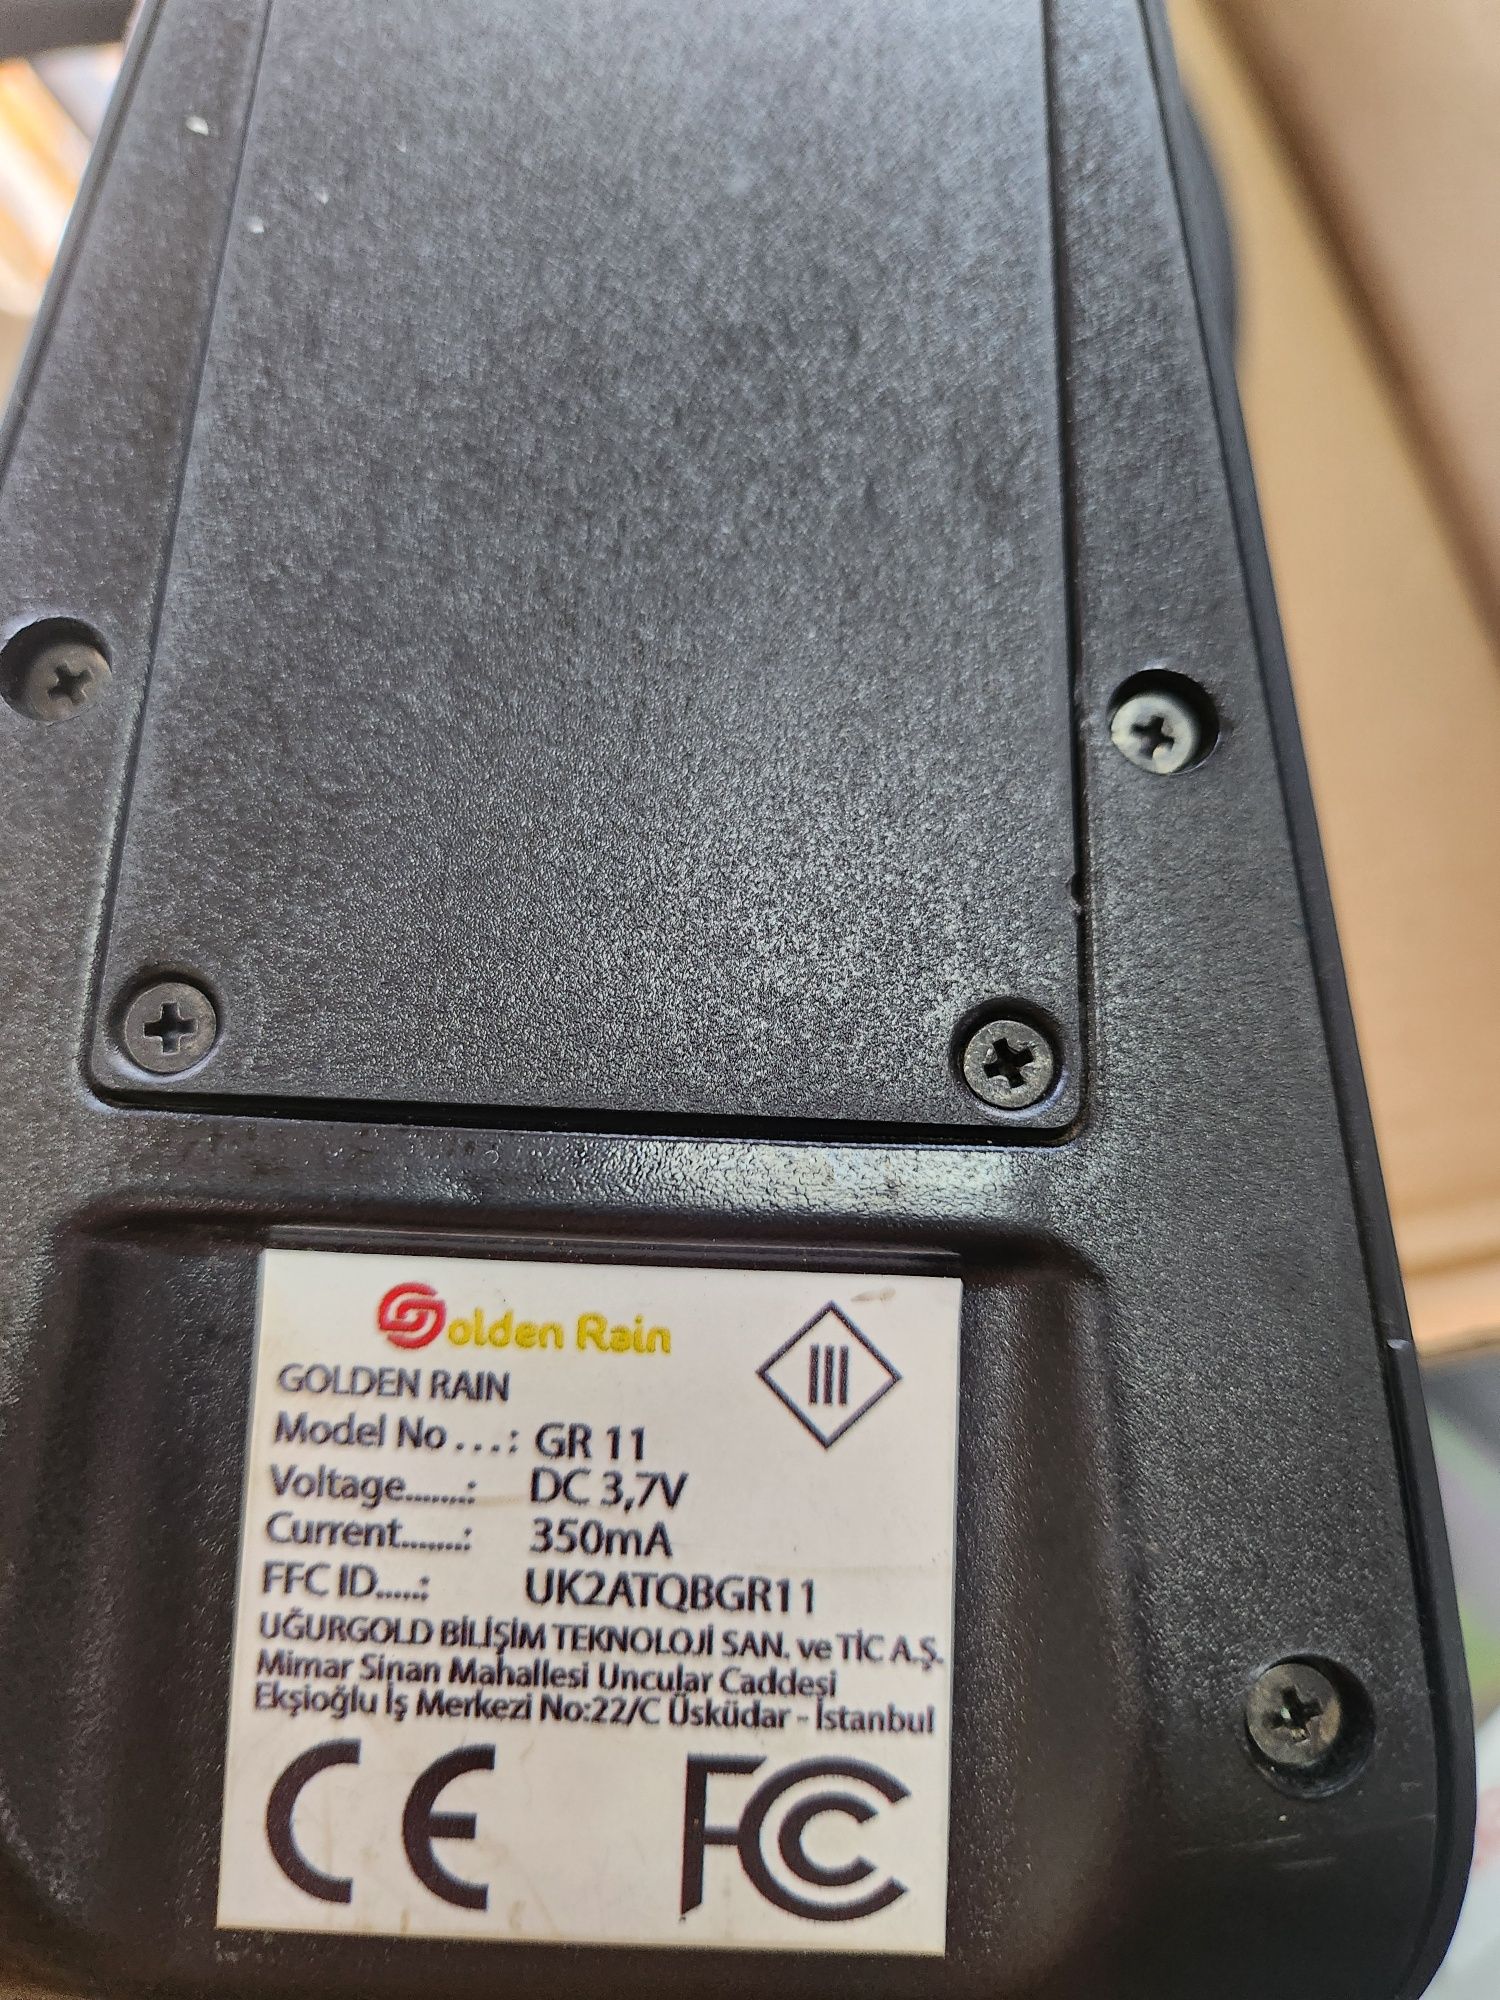 Golden Rain
GOLDEN RAIN
Model No ...: GR 11
Voltage.......: DC 3,7V
Current.......: 350mA
FFC ID.....: UK2ATQBGR11
UĞURGOLD BİLİŞİM TEKNOLOJİ SAN. ve TİC A.Ş.
Mimar Sinan Mahallesi Uncular Caddesi
Ekşioğlu İş Merkezi No:22/C Üsküdar - İstanbul
CE FC